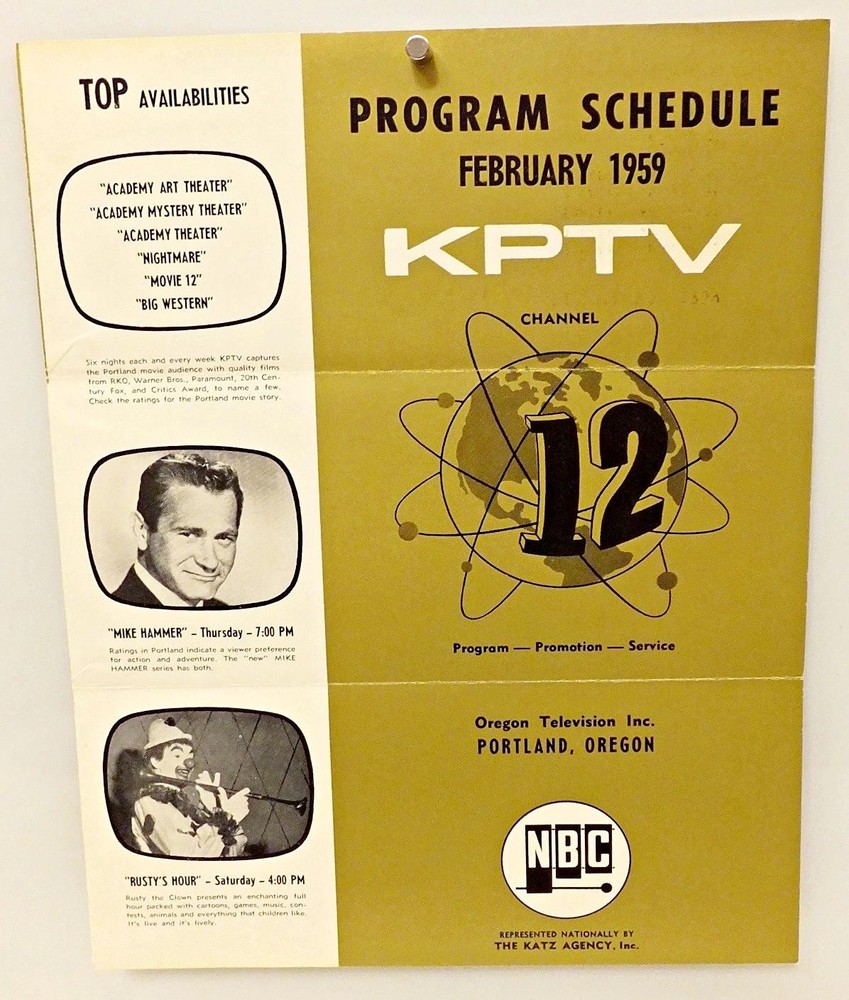 TOP AVAILABILITIES
"ACADEMY ART THEATER"
"ACADEMY MYSTERY THEATER"
"ACADEMY THEATER"
"NIGHTMARE"
"MOVIE 12"
"BIG WESTERN"
Six nights each and every week KPTV captures
the Portland movie audience with quality films
from RKO, Warner Bros., Paramount, 20th Cen-
tury Fox, and Critics Award, to name a few.
Check the ratings for the Portland movie story.
"MIKE HAMMER" – Thursday – 7:00 PM
Ratings in Portland indicate a viewer preference
for action and adventure. The "new" MIKE
HAMMER series has both.
"RUSTY'S HOUR" – Saturday – 4:00 PM
Rusty the Clown presents an enchanting full
hour packed with cartoons, games, music, con-
tests, animals and everything that children like.
It's live and it's lively.
PROGRAM SCHEDULE
FEBRUARY 1959
KPTV
CHANNEL
12
Program — Promotion — Service
Oregon Television Inc.
PORTLAND, OREGON
NBC
REPRESENTED NATIONALLY BY
THE KATZ AGENCY, Inc.